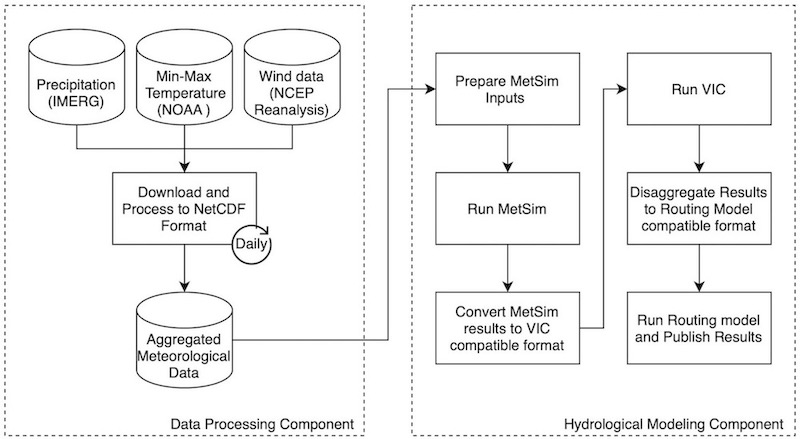 Precipitation
(IMERG)
Min-Max
Temperature
(NOAA )
Wind data
(NCEP
Reanalysis)
Download and
Process to NetCDF
Format
Daily
Aggregated
Meteorological
Data
Data Processing Component
Prepare MetSim
Inputs
Run MetSim
Convert MetSim
results to VIC
compatible format
Run VIC
Disaggregate Results
to Routing Model
compatible format
Run Routing model
and Publish Results
Hydrological Modeling Component